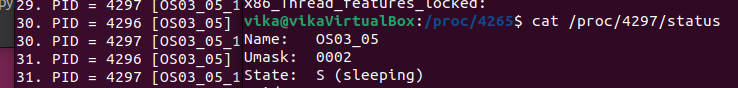 py
29. PID = 4297 [OS03_05_1
30. PID = 4296 [OS03_05]
30. PID = 4297 [OS03_05_1
31. PID = 4296 [OS03_05]
31. PID = 4297 [OS03_05_1
x86_Thread_features_locked:
vika@vikaVirtualBox:/proc/4265$ cat /proc/4297/status
Name: OS03_05
Umask: 0002
State: S (sleeping)